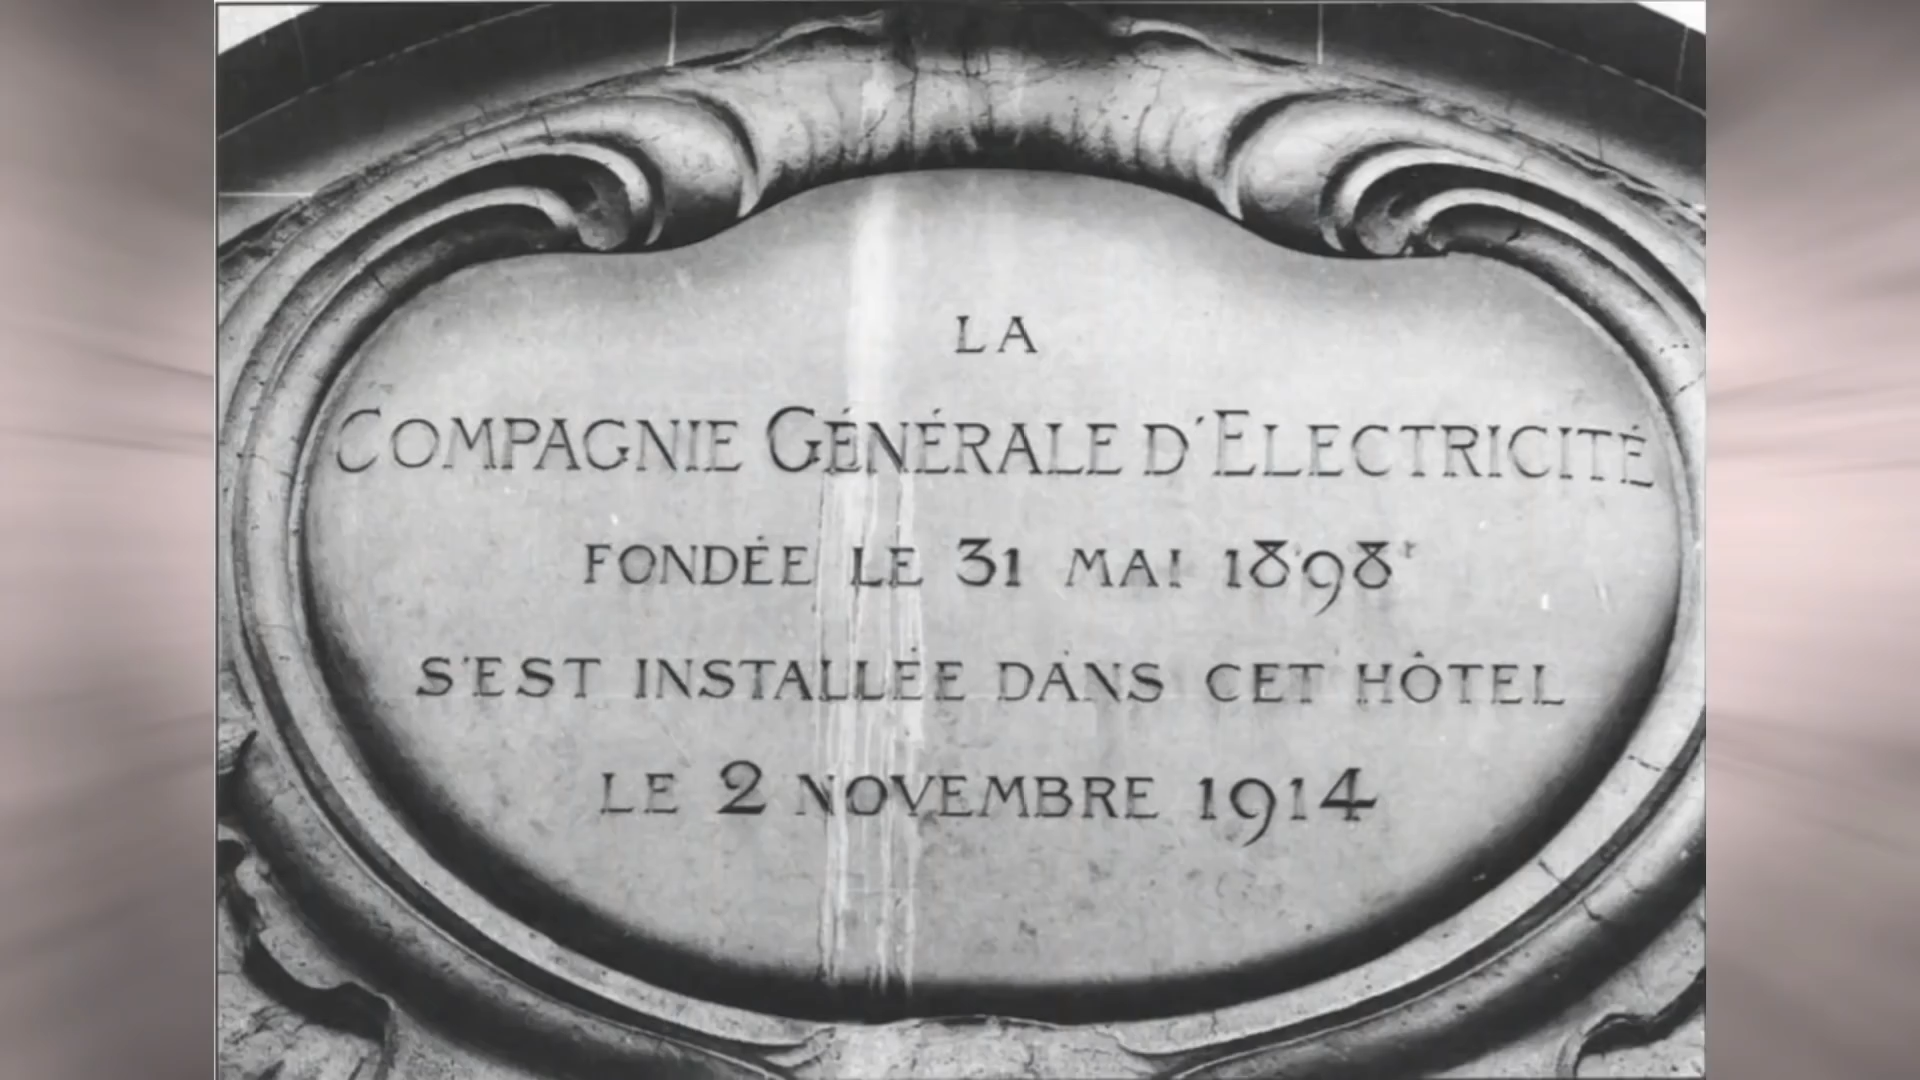 LA
COMPAGNIE GÉNÉRALE D'ELECTRICITÉ
FONDÉE LE 31 MAI 1898
S'EST INSTALLÉE DANS CET HÔTEL
LE 2 NOVEMBRE 1914